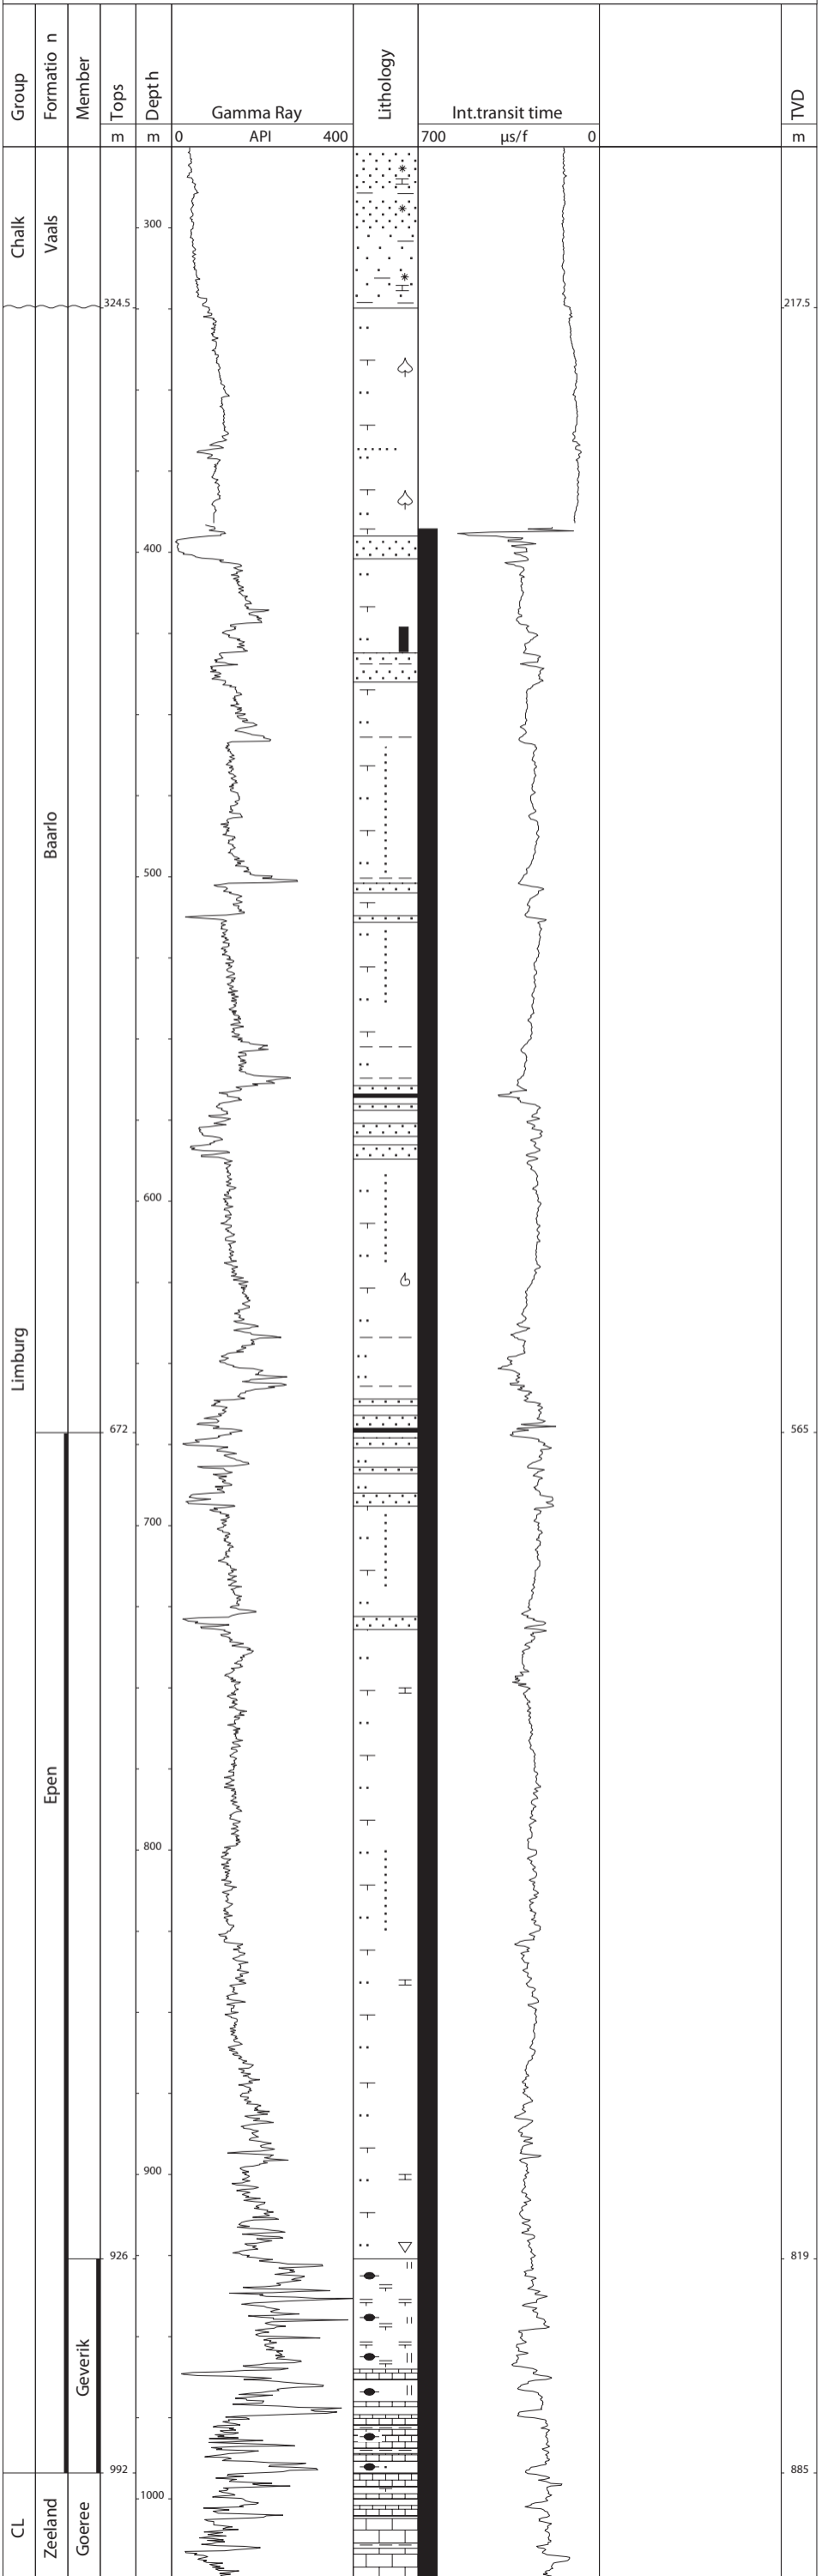 Group
Formatio n
Member
Tops
Dept h
Gamma Ray
Lithology
Int.transit time
TVD
m
m
0 API 400
700 µs/f 0
m
Chalk
Vaals
300
324.5
217.5
400
Baarlo
500
600
Limburg
672
565
700
Epen
800
900
926
819
Geverik
992
885
1000
CL
Zeeland
Goeree